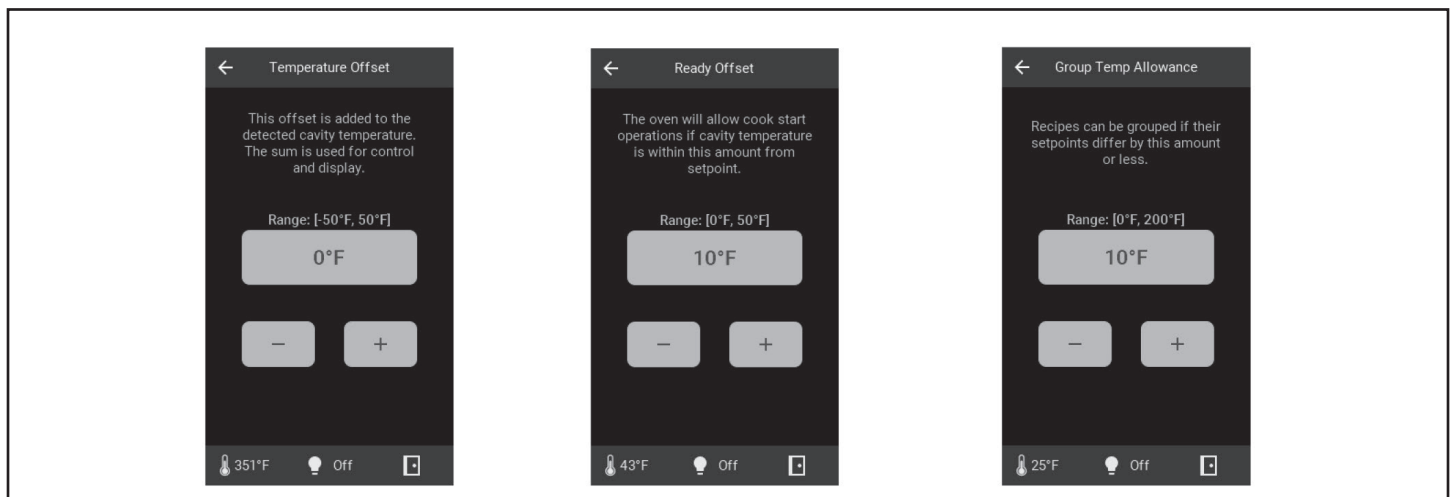 Temperature Offset
This offset is added to the
detected cavity temperature.
The sum is used for control
and display.
Range: [-50°F, 50°F]
0°F
− +
351°F Off
Ready Offset
The oven will allow cook start
operations if cavity temperature
is within this amount from
setpoint.
Range: [0°F, 50°F]
10°F
− +
43°F Off
Group Temp Allowance
Recipes can be grouped if their
setpoints differ by this amount
or less.
Range: [0°F, 200°F]
10°F
− +
25°F Off